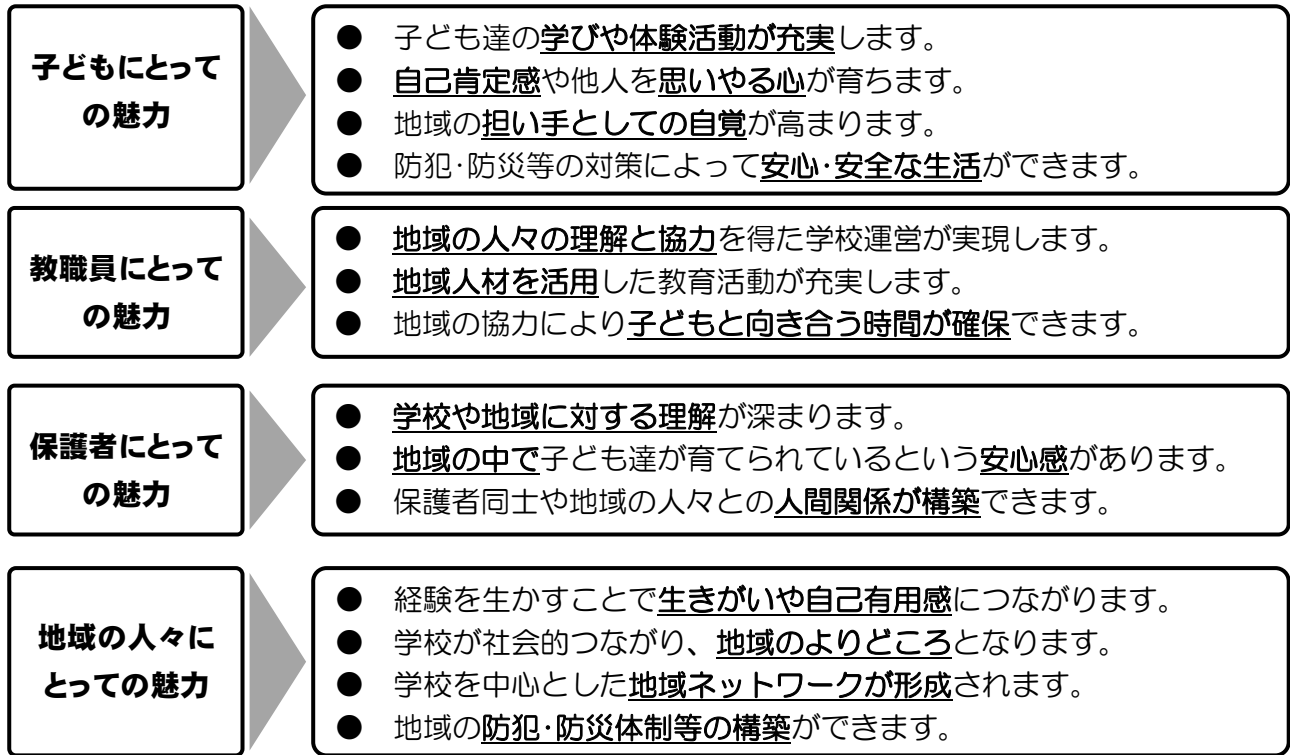 子どもにとって
の魅力
● 子ども達の学びや体験活動が充実します。
● 自己肯定感や他人を思いやる心が育ちます。
● 地域の担い手としての自覚が高まります。
● 防犯・防災等の対策によって安心・安全な生活ができます。
教職員にとって
の魅力
● 地域の人々の理解と協力を得た学校運営が実現します。
● 地域人材を活用した教育活動が充実します。
● 地域の協力により子どもと向き合う時間が確保できます。
保護者にとって
の魅力
● 学校や地域に対する理解が深まります。
● 地域の中で子ども達が育てられているという安心感があります。
● 保護者同士や地域の人々との人間関係が構築できます。
地域の人々に
とっての魅力
● 経験を生かすことで生きがいや自己有用感につながります。
● 学校が社会的つながり、地域のよりどころとなります。
● 学校を中心とした地域ネットワークが形成されます。
● 地域の防犯・防災体制等の構築ができます。